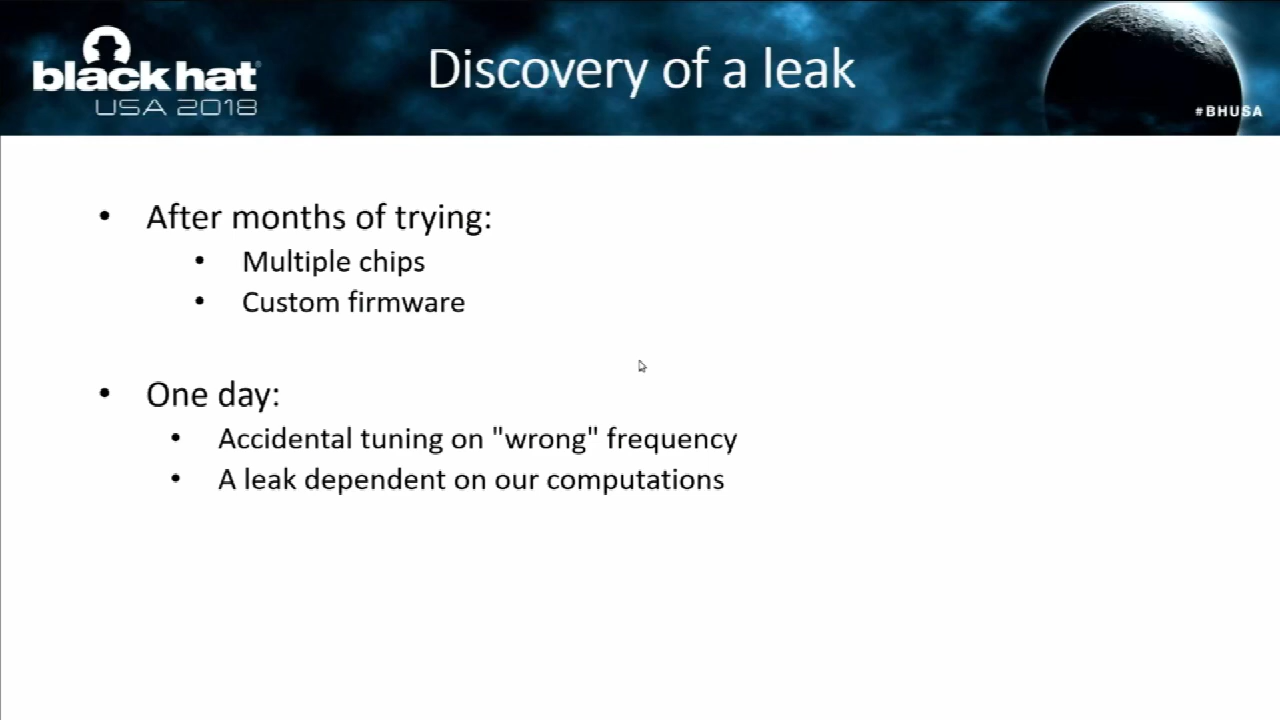 black hat
USA 2018
Discovery of a leak
#BHUSA
• After months of trying:
• Multiple chips
• Custom firmware
• One day:
• Accidental tuning on "wrong" frequency
• A leak dependent on our computations